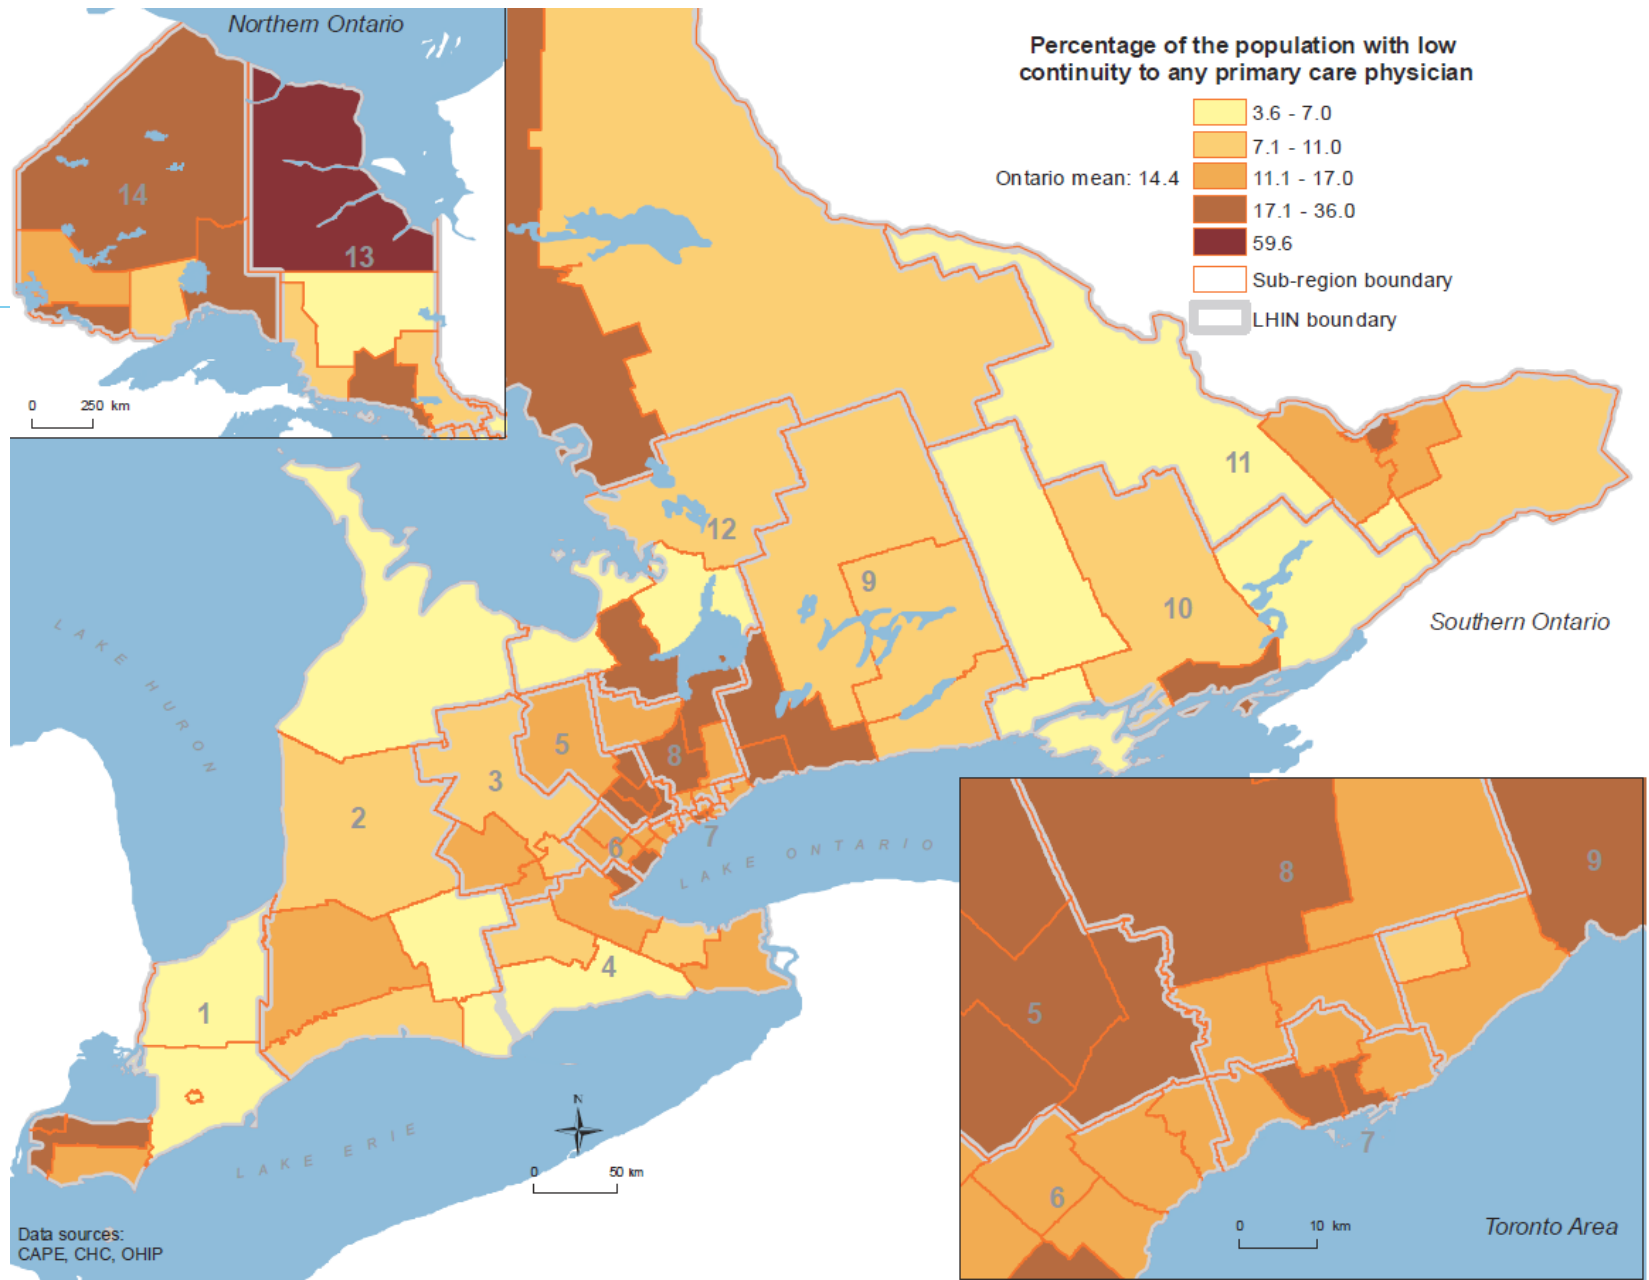 Northern Ontario
14
13
0 250 km
Percentage of the population with low
continuity to any primary care physician
3.6 - 7.0
7.1 - 11.0
Ontario mean: 14.4
11.1 - 17.0
17.1 - 36.0
59.6
Sub-region boundary
LHIN boundary
11
12
9
10
Southern Ontario
LAKE HURON
5
8
3
2
6
7
LAKE ONTARIO
4
1
LAKE ERIE
N
0 50 km
Data sources:
CAPE, CHC, OHIP
8
9
5
7
6
0 10 km
Toronto Area